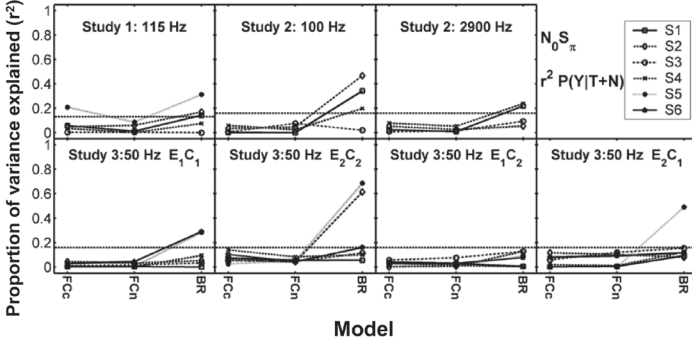 Proportion of variance explained (r²)
1
0.8
0.6
0.4
0.2
0
Study 1: 115 Hz
Study 2: 100 Hz
Study 2: 2900 Hz
N₀Sπ
r² P(Y|T+N)
S1
S2
S3
S4
S5
S6
1
0.8
0.6
0.4
0.2
0
Study 3:50 Hz E₁C₁
Study 3:50 Hz E₂C₂
Study 3:50 Hz E₁C₂
Study 3:50 Hz E₂C₁
FCc
FCn
BR
FCc
FCn
BR
FCc
FCn
BR
FCc
FCn
BR
Model